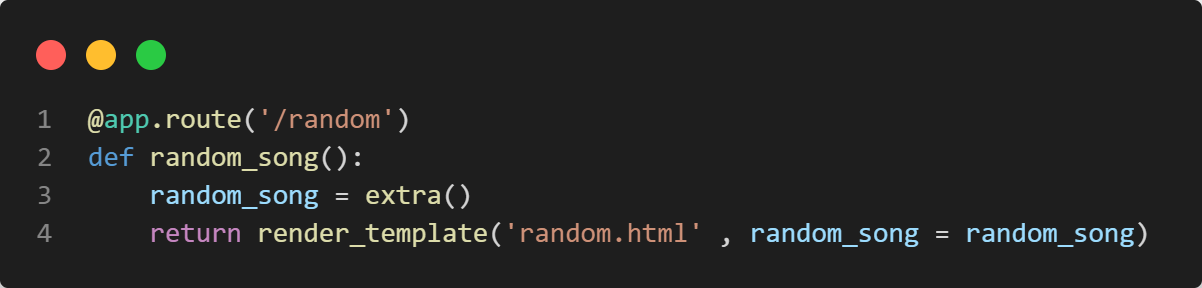 1 @app.route('/random')
2 def random_song():
3     random_song = extra()
4     return render_template('random.html' , random_song = random_song)